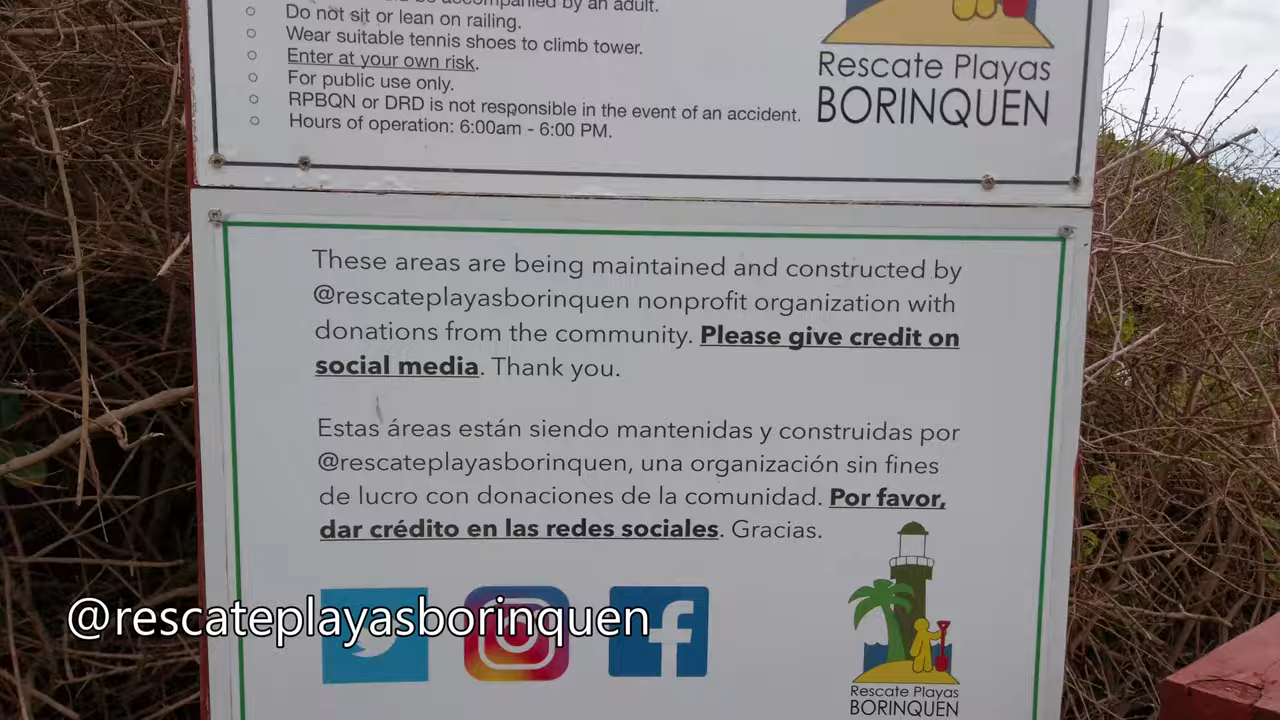 accompanied by an adult.
Do not sit or lean on railing.
Wear suitable tennis shoes to climb tower.
Enter at your own risk.
For public use only.
RPBQN or DRD is not responsible in the event of an accident.
Hours of operation: 6:00am - 6:00 PM.
Rescate Playas
BORINQUEN
These areas are being maintained and constructed by
@rescateplayasborinquen nonprofit organization with
donations from the community. Please give credit on
social media. Thank you.
Estas áreas están siendo mantenidas y construidas por
@rescateplayasborinquen, una organización sin fines
de lucro con donaciones de la comunidad. Por favor,
dar crédito en las redes sociales. Gracias.
@rescateplayasborinquen
Rescate Playas
BORINQUEN